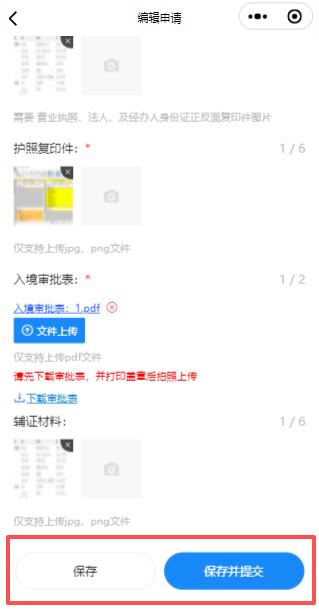 编辑申请
需要 营业执照、法人、及经办人身份证正反面复印件图片
护照复印件: * 1 / 6
仅支持上传jpg、png文件
入境审批表: * 1 / 2
入境审批表: 1.pdf
文件上传
仅支持上传pdf文件
请先下载审批表，并打印盖章后拍照上传
下载审批表
辅证材料: 1 / 6
仅支持上传jpg、png文件
保存 保存并提交